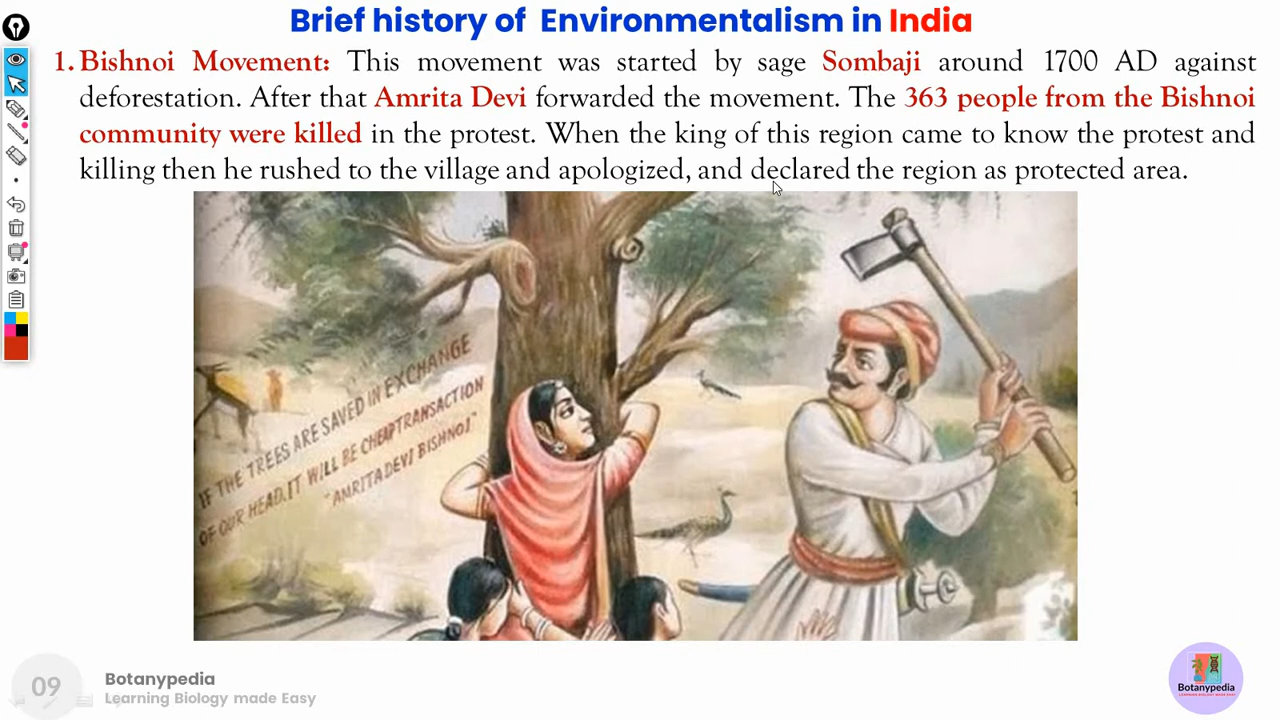 Brief history of Environmentalism in India
1. Bishnoi Movement: This movement was started by sage Sombaji around 1700 AD against
deforestation. After that Amrita Devi forwarded the movement. The 363 people from the Bishnoi
community were killed in the protest. When the king of this region came to know the protest and
killing then he rushed to the village and apologized, and declared the region as protected area.
IF THE TREES ARE SAVED IN EXCHANGE
OF OUR HEAD.IT WILL BE CHEAP TRANSACTION
"AMRITA DEVI BISHNOI"
09
Botanypedia
Learning Biology made Easy
Botanypedia
LEARNING BIOLOGY MADE EASY